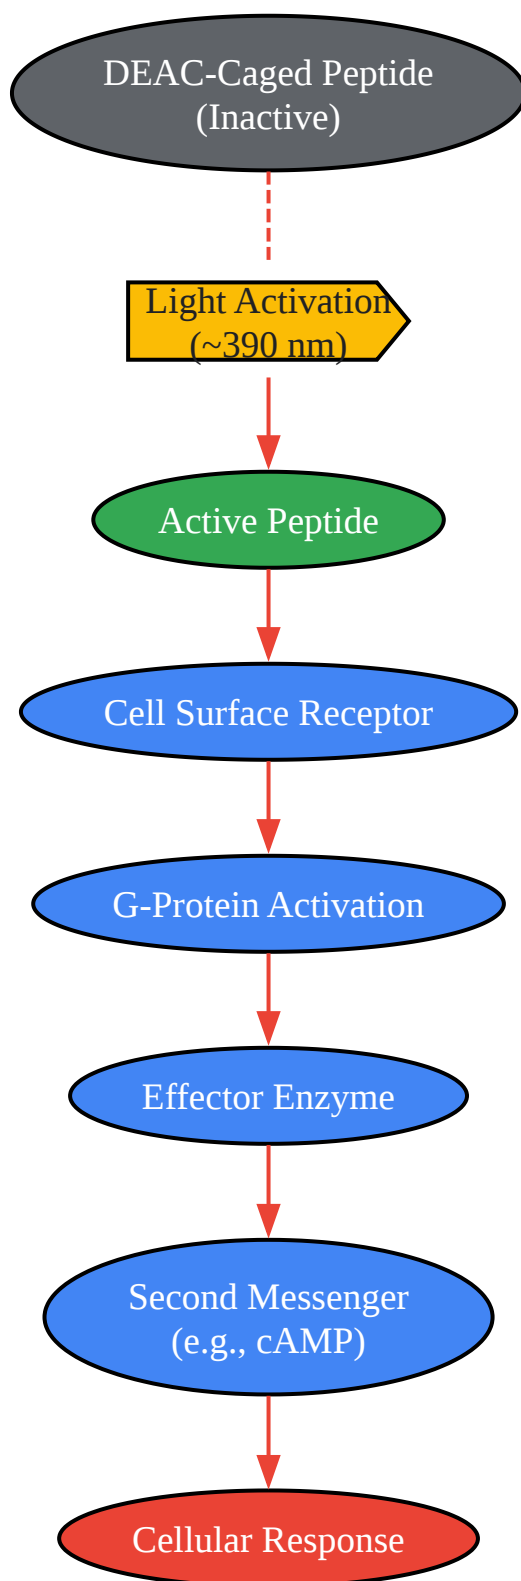 DEAC-Caged Peptide
(Inactive)
Light Activation
(~390 nm)
Active Peptide
Cell Surface Receptor
G-Protein Activation
Effector Enzyme
Second Messenger
(e.g., cAMP)
Cellular Response